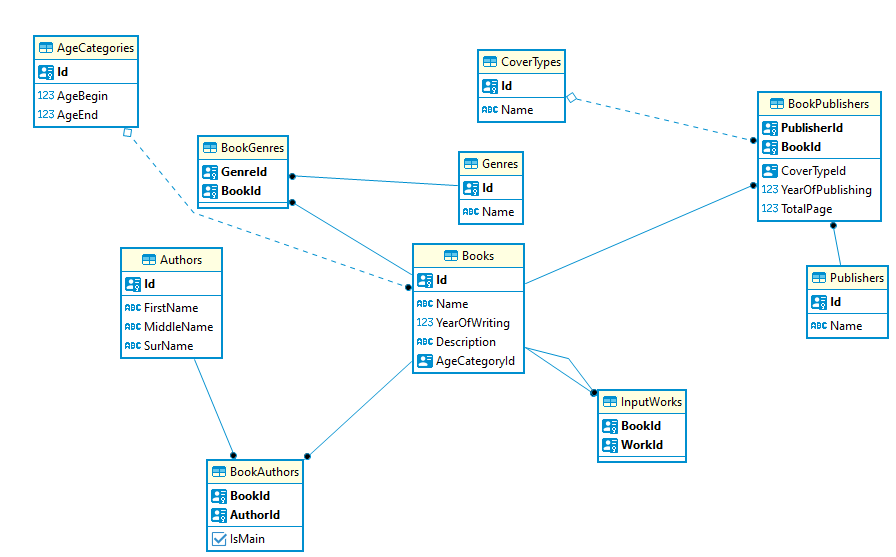 AgeCategories
Id
123 AgeBegin
123 AgeEnd
CoverTypes
Id
ABC Name
BookPublishers
PublisherId
BookId
CoverTypeId
123 YearOfPublishing
123 TotalPage
BookGenres
GenreId
BookId
Genres
Id
ABC Name
Authors
Id
ABC FirstName
ABC MiddleName
ABC SurName
Books
Id
ABC Name
123 YearOfWriting
ABC Description
AgeCategoryId
Publishers
Id
ABC Name
InputWorks
BookId
WorkId
BookAuthors
BookId
AuthorId
IsMain